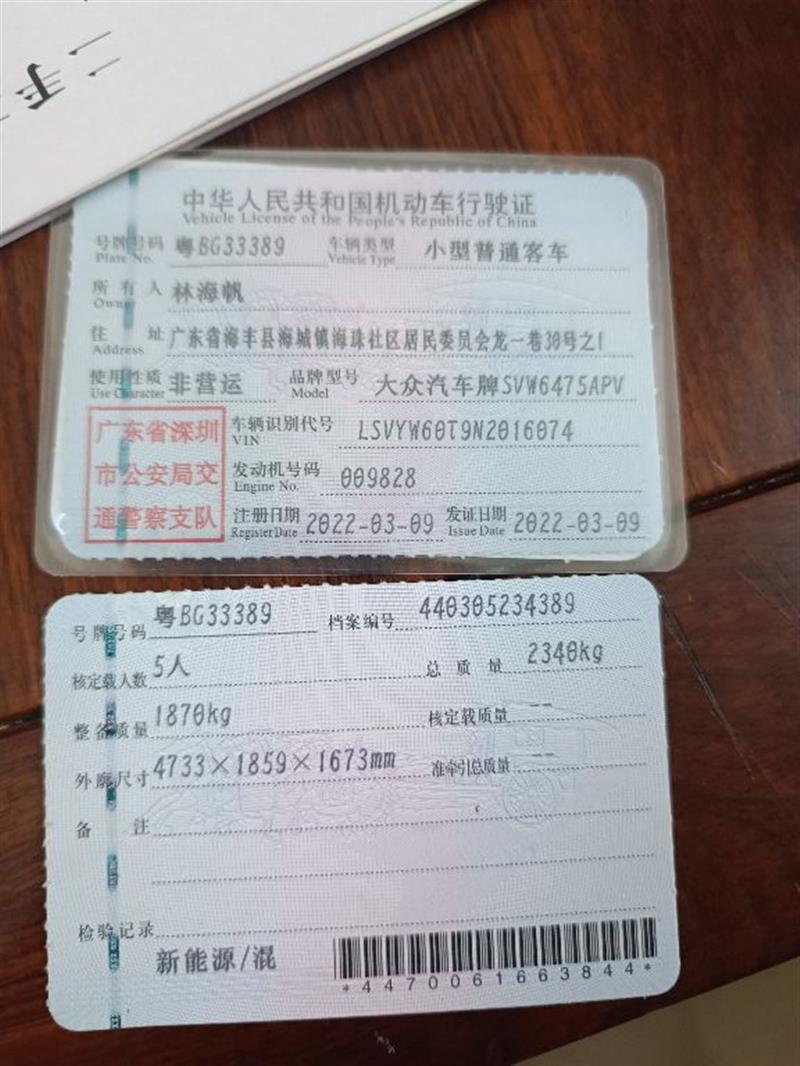 二手
中华人民共和国机动车行驶证
Vehicle License of the People's Republic of China
号牌号码 粤BG33389 车辆类型 小型普通客车
Plate No. Vehicle Type
所有人 林海帆
Owner
住址 广东省海丰县海城镇海珠社区居民委员会龙一巷30号之1
Address
使用性质 非营运 品牌型号 大众汽车牌SVW6475APV
Use Character Model
广东省深圳
市公安局交
通警察支队
车辆识别代号 LSVYW60T9N2016074
VIN
发动机号码 009828
Engine No.
注册日期 2022-03-09 发证日期 2022-03-09
Register Date Issue Date
号牌号码 粤BG33389 档案编号 440305234389
核定载人数 5人 总质量 2340kg
整备质量 1870kg 核定载质量 --
外廓尺寸 4733×1859×1673mm 准牵引总质量 --
备注
检验记录
新能源/混
*4470061663844*